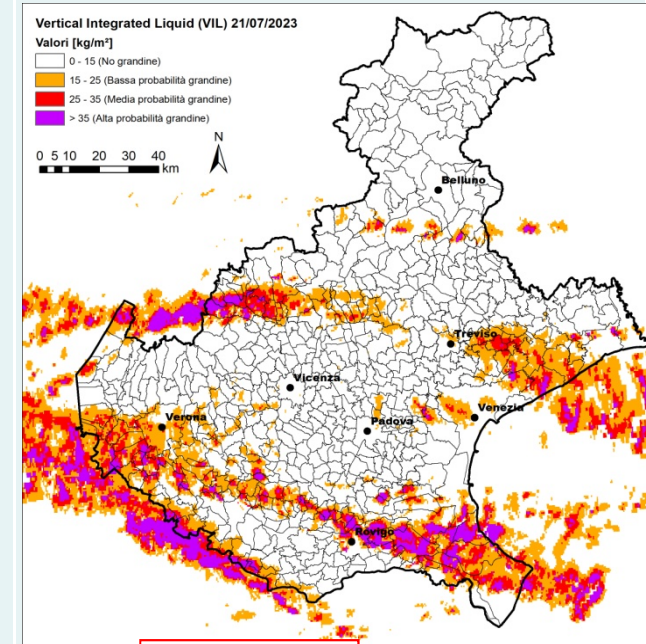 Vertical Integrated Liquid (VIL) 21/07/2023
Valori [kg/m²]
0 - 15 (No grandine)
15 - 25 (Bassa probabilità grandine)
25 - 35 (Media probabilità grandine)
> 35 (Alta probabilità grandine)
N
0 5 10 20 30 40
km
Belluno
Treviso
Vicenza
Venezia
Verona
Padova
Rovigo